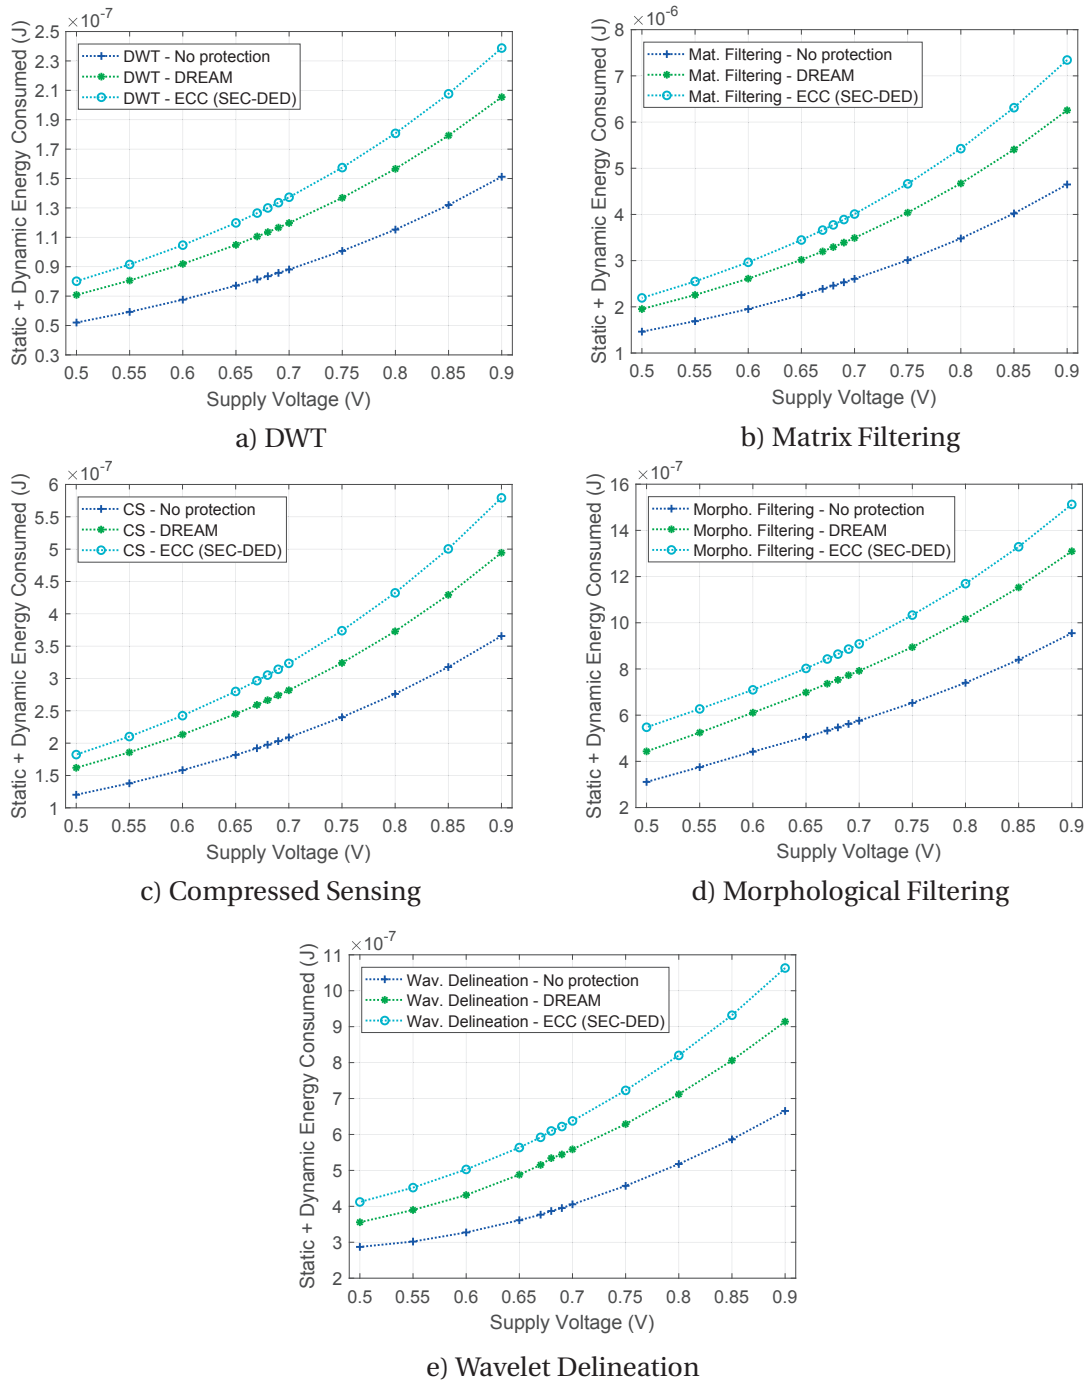 ×10-7
2.5
2.3
2.1
1.9
1.7
1.5
1.3
1.1
0.9
0.7
0.5
0.3
Static + Dynamic Energy Consumed (J)
DWT - No protection
DWT - DREAM
DWT - ECC (SEC-DED)
0.5 0.55 0.6 0.65 0.7 0.75 0.8 0.85 0.9
Supply Voltage (V)
a) DWT
×10-6
8
7
6
5
4
3
2
1
Static + Dynamic Energy Consumed (J)
Mat. Filtering - No protection
Mat. Filtering - DREAM
Mat. Filtering - ECC (SEC-DED)
0.5 0.55 0.6 0.65 0.7 0.75 0.8 0.85 0.9
Supply Voltage (V)
b) Matrix Filtering
×10-7
6
5.5
5
4.5
4
3.5
3
2.5
2
1.5
1
Static + Dynamic Energy Consumed (J)
CS - No protection
CS - DREAM
CS - ECC (SEC-DED)
0.5 0.55 0.6 0.65 0.7 0.75 0.8 0.85 0.9
Supply Voltage (V)
c) Compressed Sensing
×10-7
16
14
12
10
8
6
4
2
Static + Dynamic Energy Consumed (J)
Morpho. Filtering - No protection
Morpho. Filtering - DREAM
Morpho. Filtering - ECC (SEC-DED)
0.5 0.55 0.6 0.65 0.7 0.75 0.8 0.85 0.9
Supply Voltage (V)
d) Morphological Filtering
×10-7
11
10
9
8
7
6
5
4
3
2
Static + Dynamic Energy Consumed (J)
Wav. Delineation - No protection
Wav. Delineation - DREAM
Wav. Delineation - ECC (SEC-DED)
0.5 0.55 0.6 0.65 0.7 0.75 0.8 0.85 0.9
Supply Voltage (V)
e) Wavelet Delineation